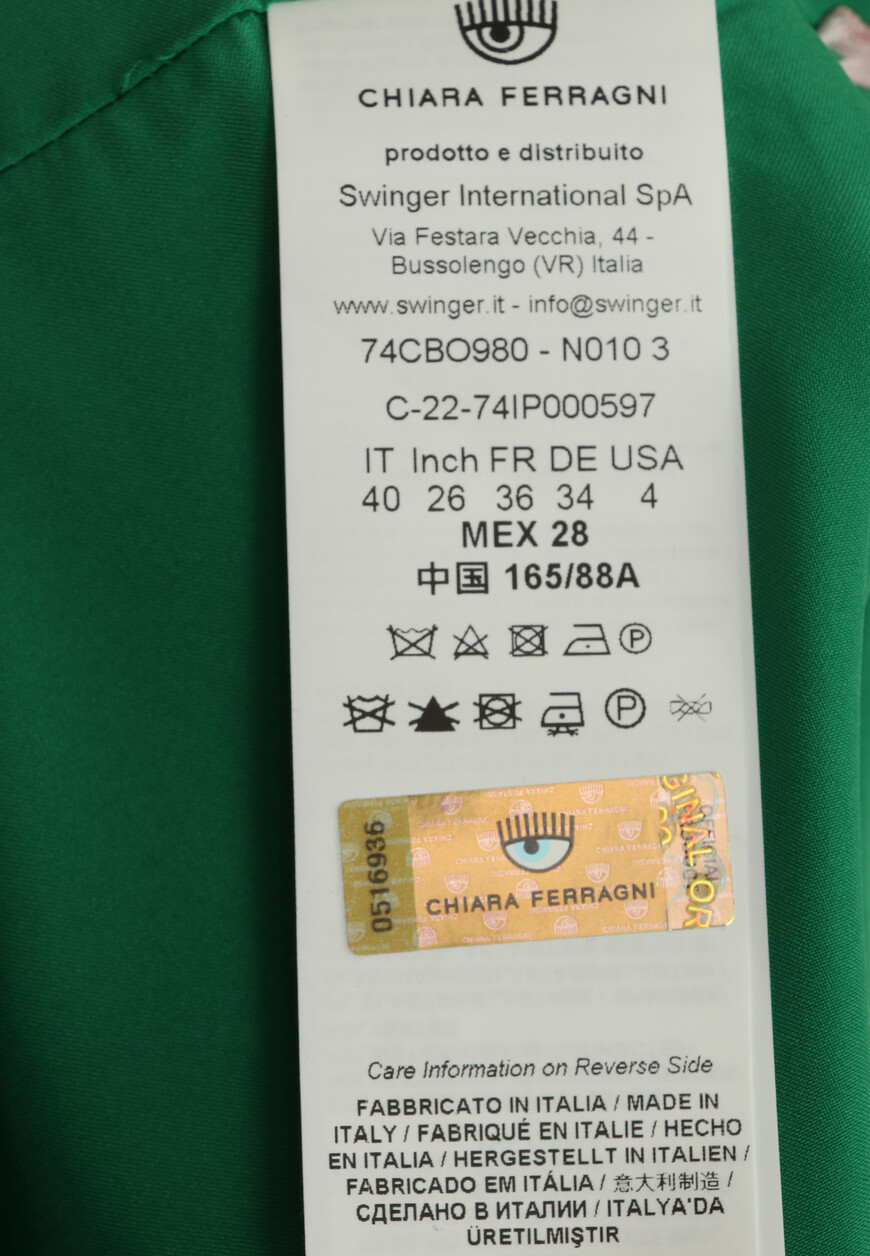 CHIARA FERRAGNI
prodotto e distribuito
Swinger International SpA
Via Festara Vecchia, 44 -
Bussolengo (VR) Italia
www.swinger.it - info@swinger.it
74CBO980 - N010 3
C-22-74IP000597
IT Inch FR DE USA
40 26 36 34 4
MEX 28
中国 165/88A
P
P
0516936
CHIARA FERRAGNI
GINAL OR
Care Information on Reverse Side
FABBRICATO IN ITALIA / MADE IN
ITALY / FABRIQUÉ EN ITALIE / HECHO
EN ITALIA / HERGESTELLT IN ITALIEN /
FABRICADO EM ITÁLIA / 意大利制造 /
СДЕЛАНО В ИТАЛИИ / ITALYA'DA
ÜRETILMIŞTIR